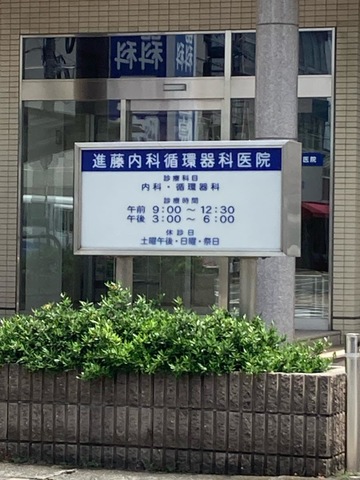 進藤内科循環器科医院
診療科目
内科・循環器科
診療時間
午前 9:00 〜 12:30
午後 3:00 〜 6:00
休診日
土曜午後・日曜・祭日